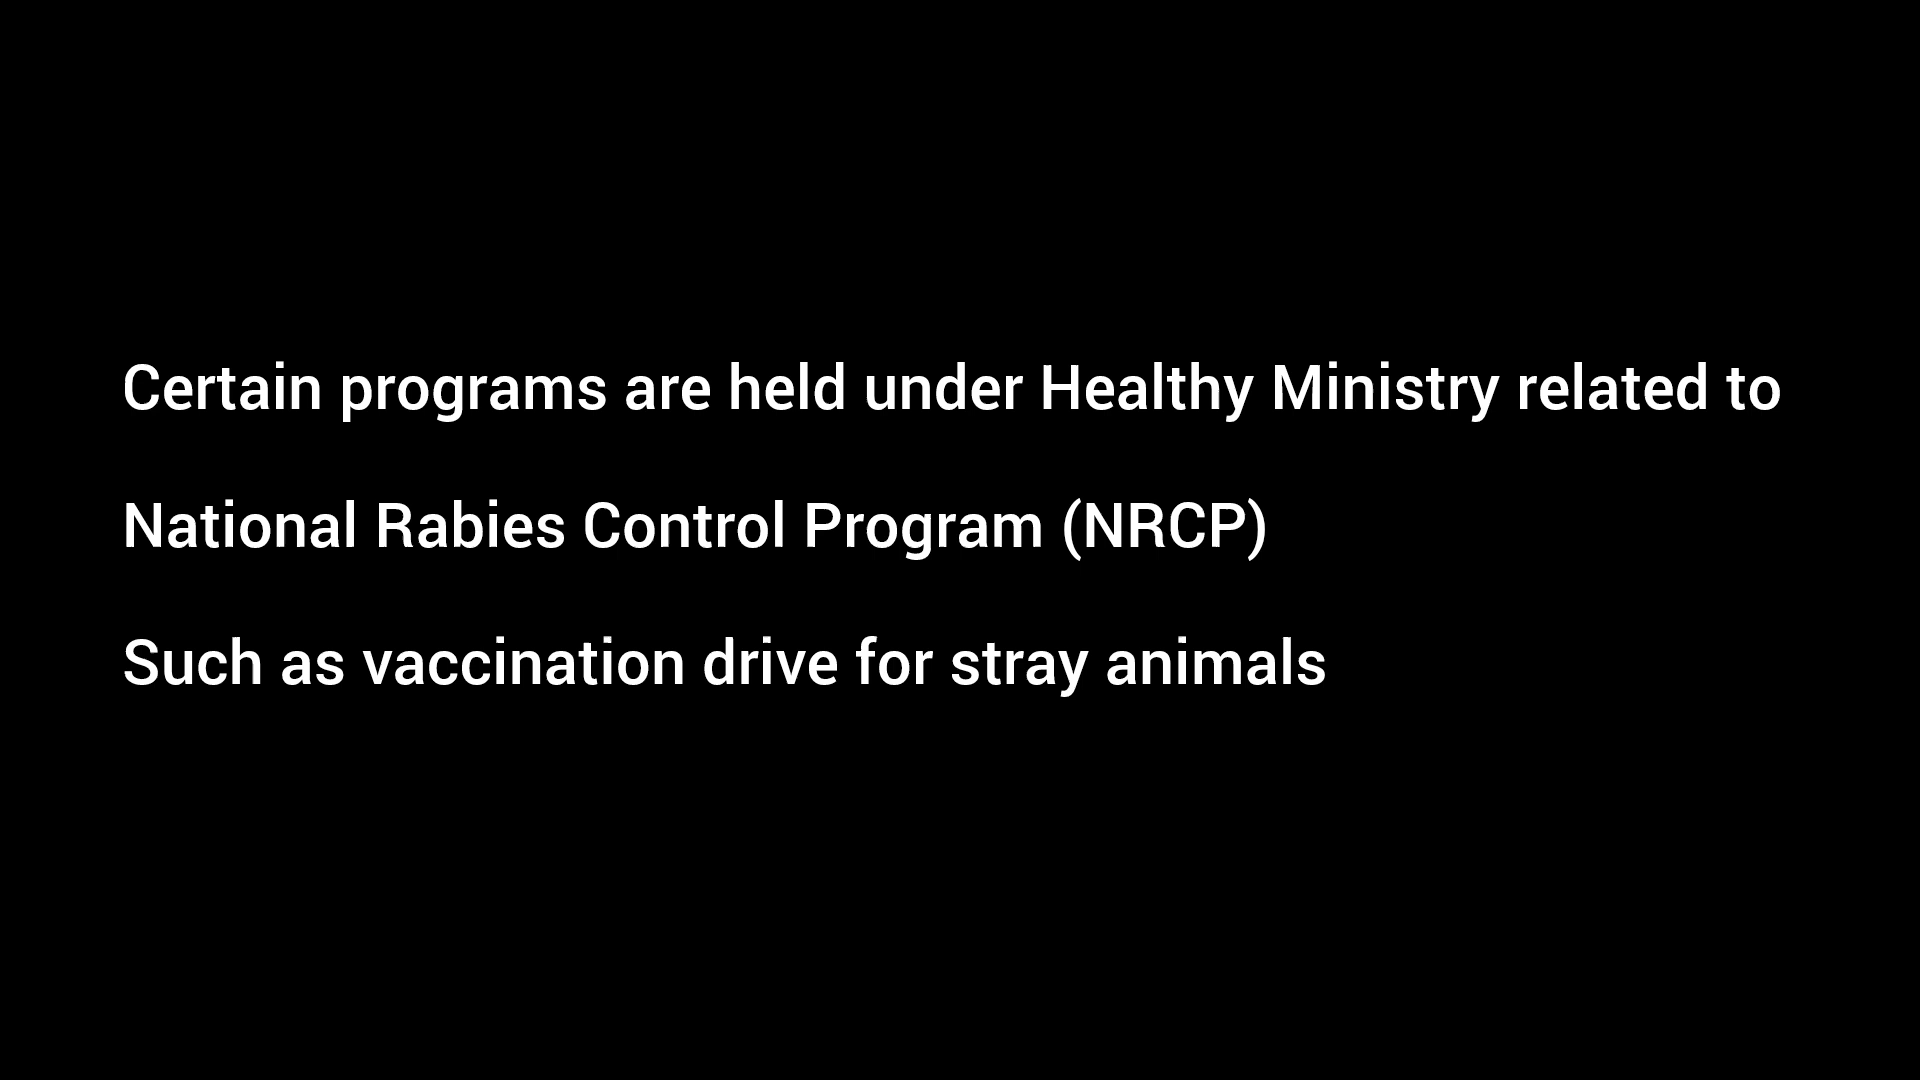 Certain programs are held under Healthy Ministry related to
National Rabies Control Program (NRCP)
Such as vaccination drive for stray animals